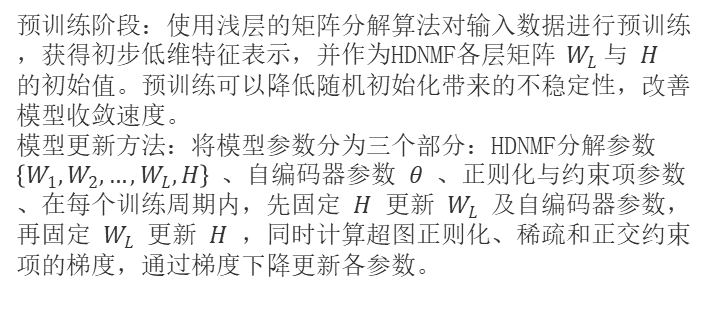 预训练阶段：使用浅层的矩阵分解算法对输入数据进行预训练
，获得初步低维特征表示，并作为HDNMF各层矩阵 W_L 与 H
的初始值。预训练可以降低随机初始化带来的不稳定性，改善
模型收敛速度。
模型更新方法：将模型参数分为三个部分：HDNMF分解参数
{W_1, W_2, ..., W_L, H} 、自编码器参数 θ 、正则化与约束项参数
、在每个训练周期内，先固定 H 更新 W_L 及自编码器参数，
再固定 W_L 更新 H ，同时计算超图正则化、稀疏和正交约束
项的梯度，通过梯度下降更新各参数。